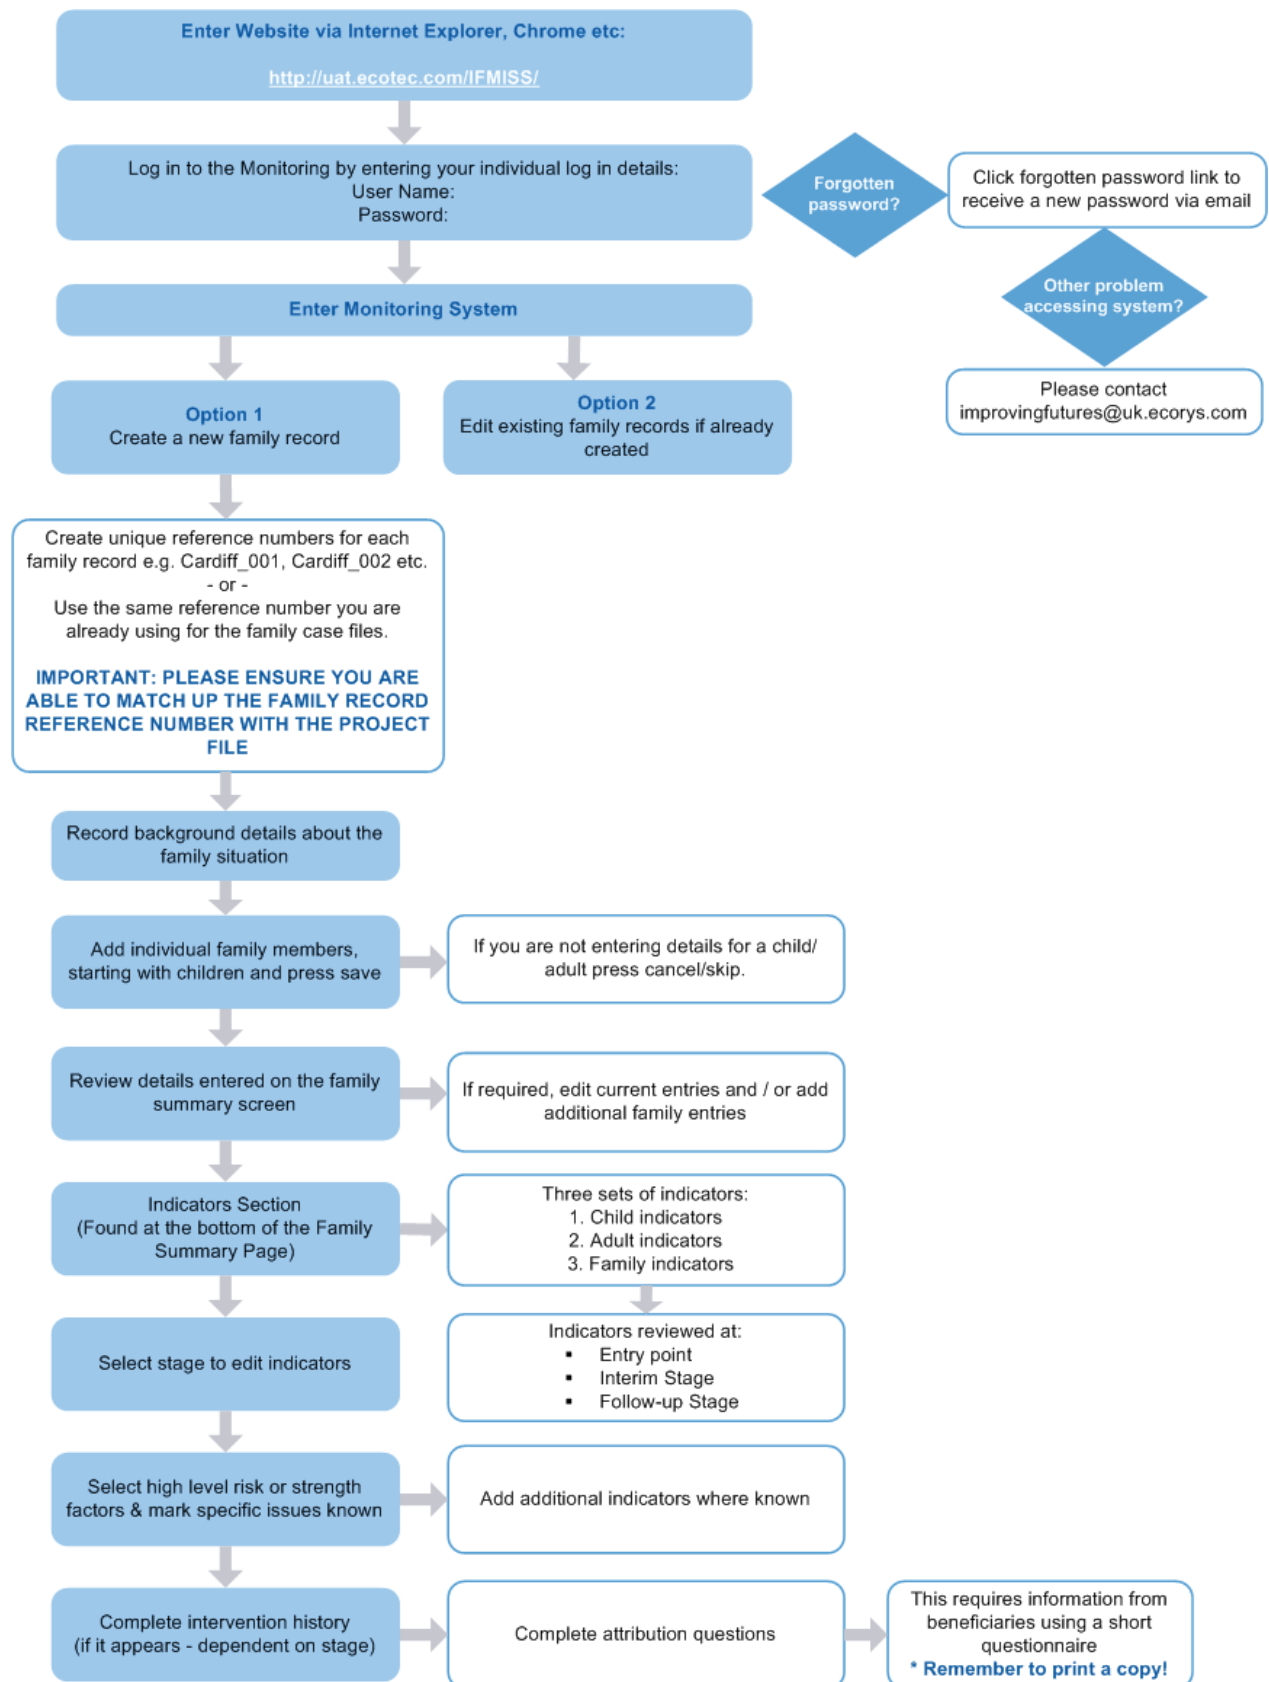 Enter Website via Internet Explorer, Chrome etc:
http://uat.ecotec.com/IFMISS/
Log in to the Monitoring by entering your individual log in details:
User Name:
Password:
Forgotten
password?
Click forgotten password link to
receive a new password via email
Other problem
accessing system?
Please contact
improvingfutures@uk.ecorys.com
Enter Monitoring System
Option 1
Create a new family record
Option 2
Edit existing family records if already
created
Create unique reference numbers for each
family record e.g. Cardiff_001, Cardiff_002 etc.
- or -
Use the same reference number you are
already using for the family case files.
IMPORTANT: PLEASE ENSURE YOU ARE
ABLE TO MATCH UP THE FAMILY RECORD
REFERENCE NUMBER WITH THE PROJECT
FILE
Record background details about the
family situation
Add individual family members,
starting with children and press save
If you are not entering details for a child/
adult press cancel/skip.
Review details entered on the family
summary screen
If required, edit current entries and / or add
additional family entries
Indicators Section
(Found at the bottom of the Family
Summary Page)
Three sets of indicators:
1. Child indicators
2. Adult indicators
3. Family indicators
Select stage to edit indicators
Indicators reviewed at:
▪ Entry point
▪ Interim Stage
▪ Follow-up Stage
Select high level risk or strength
factors & mark specific issues known
Add additional indicators where known
Complete intervention history
(if it appears - dependent on stage)
Complete attribution questions
This requires information from
beneficiaries using a short
questionnaire
* Remember to print a copy!